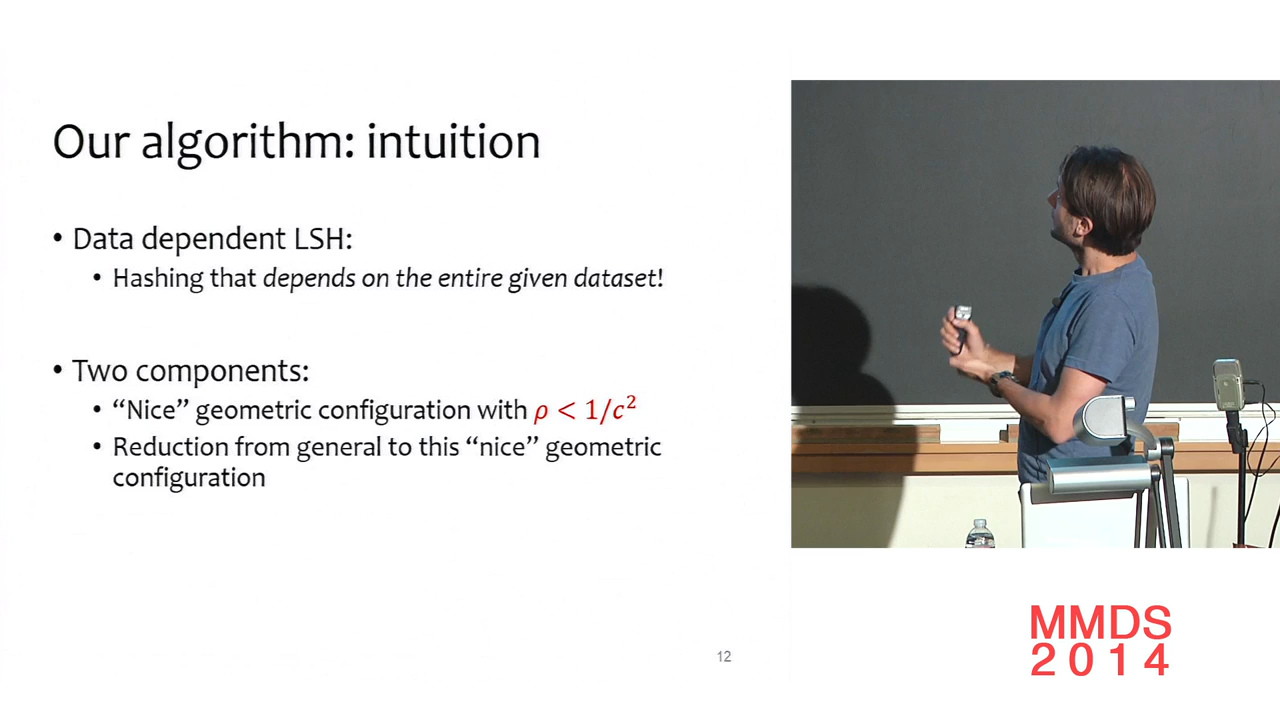 Our algorithm: intuition
• Data dependent LSH:
• Hashing that depends on the entire given dataset!
• Two components:
• “Nice” geometric configuration with ρ < 1/c²
• Reduction from general to this “nice” geometric
configuration
12
MMDS
2014